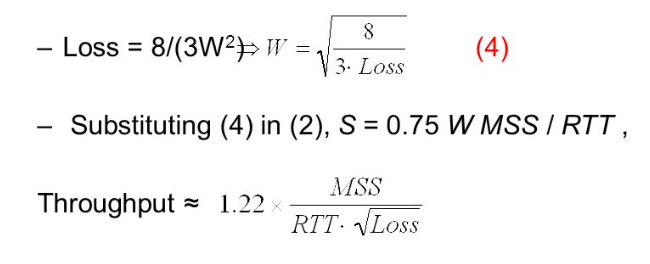 – Loss = 8/(3W²) ⇒ W = √(8 / (3· Loss)) (4)
– Substituting (4) in (2), S = 0.75 W MSS / RTT ,
Throughput ≈ 1.22 × MSS / (RTT· √Loss)